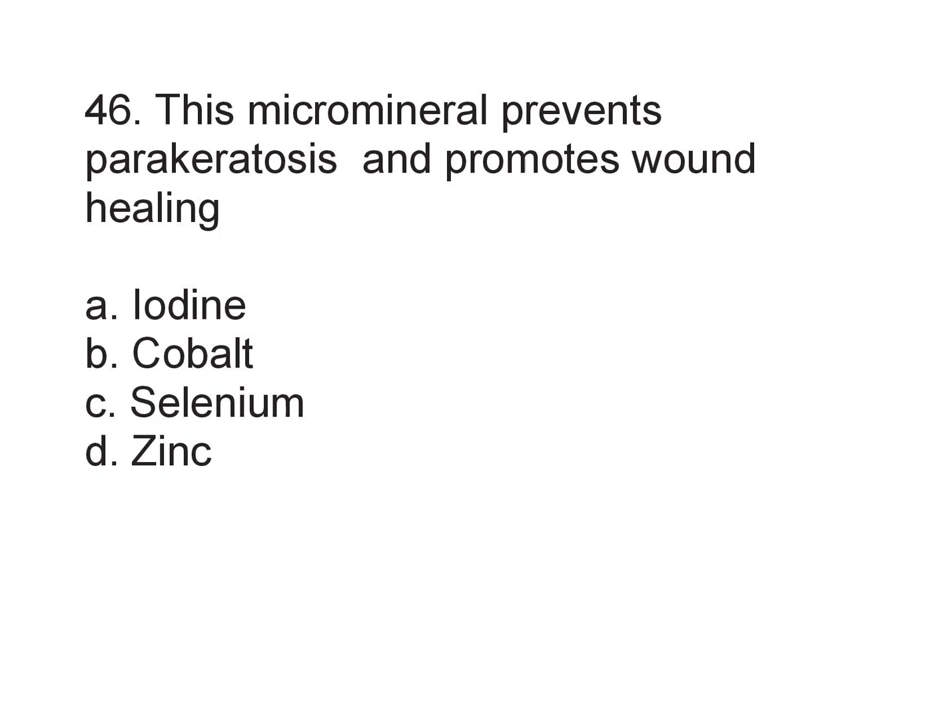 46. This micromineral prevents
parakeratosis  and promotes wound
healing
a. Iodine
b. Cobalt
c. Selenium
d. Zinc